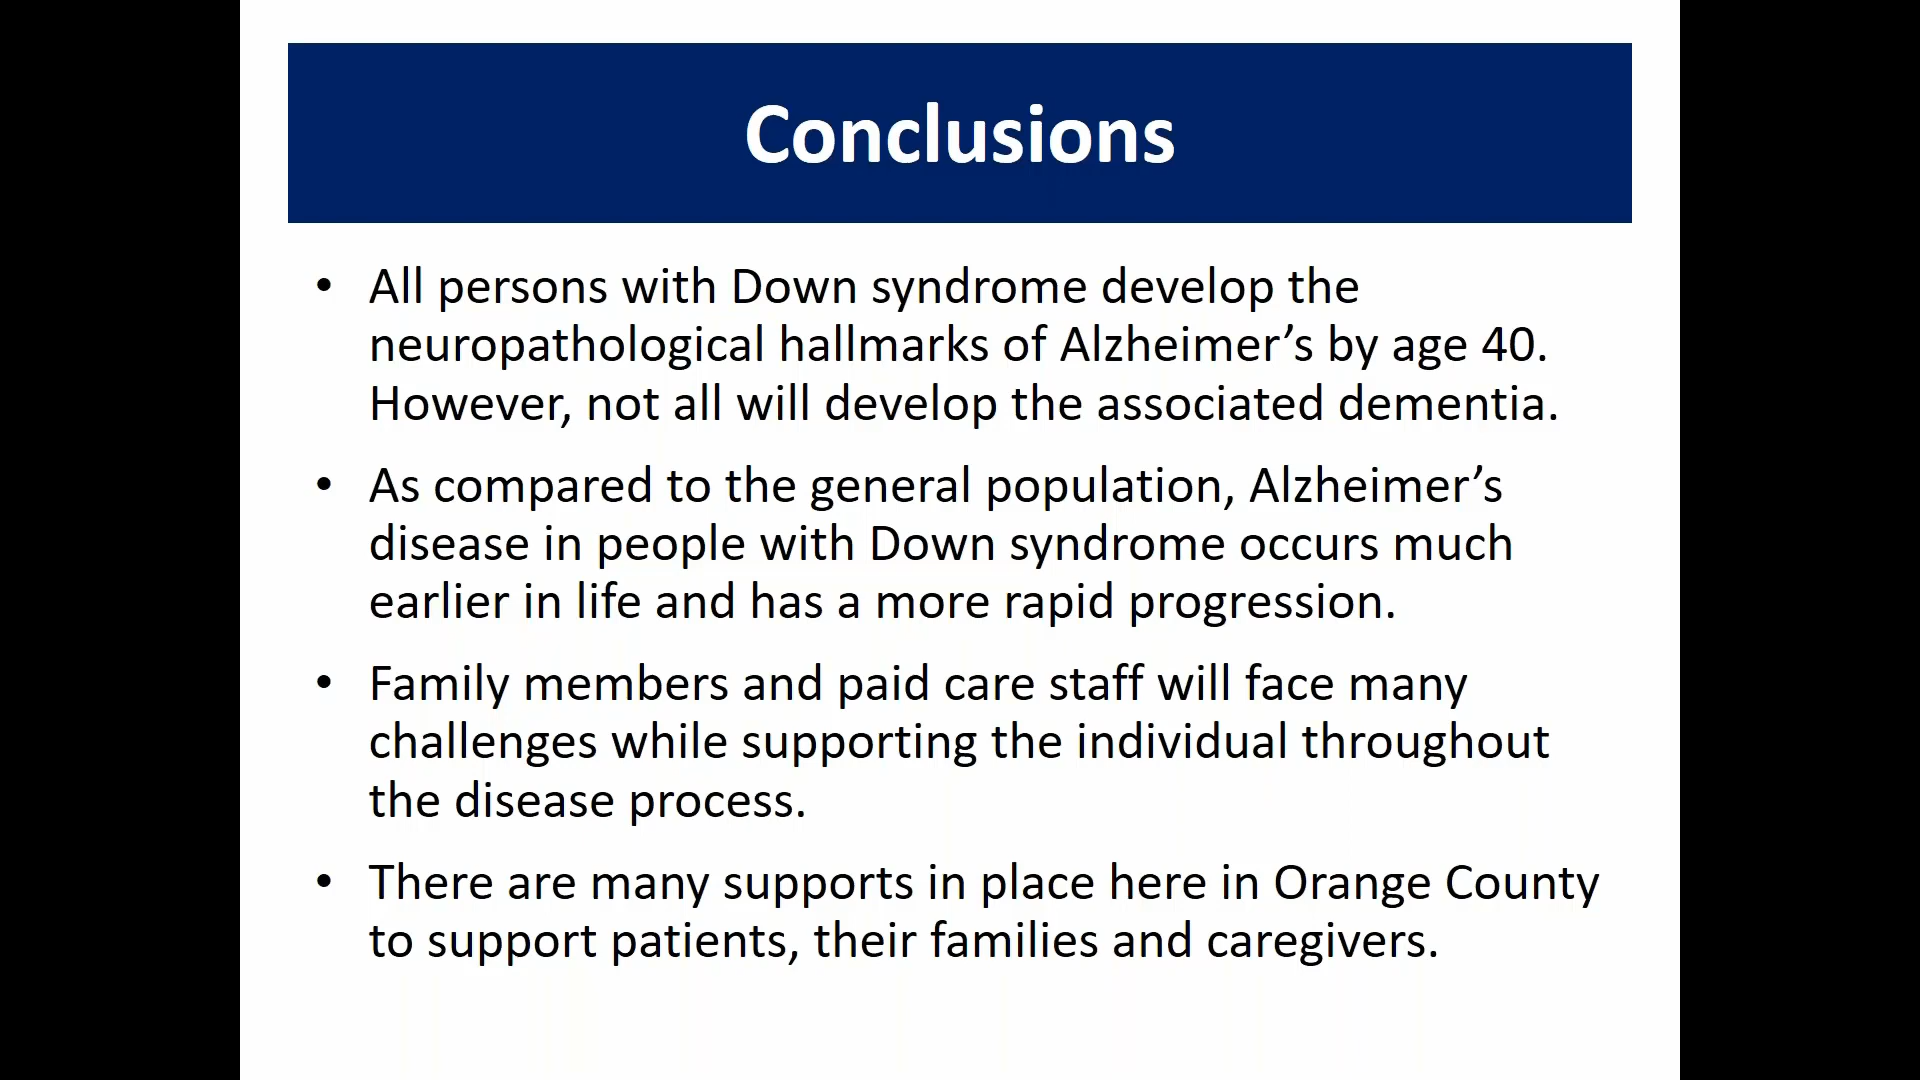 Conclusions
• All persons with Down syndrome develop the
neuropathological hallmarks of Alzheimer’s by age 40.
However, not all will develop the associated dementia.
• As compared to the general population, Alzheimer’s
disease in people with Down syndrome occurs much
earlier in life and has a more rapid progression.
• Family members and paid care staff will face many
challenges while supporting the individual throughout
the disease process.
• There are many supports in place here in Orange County
to support patients, their families and caregivers.